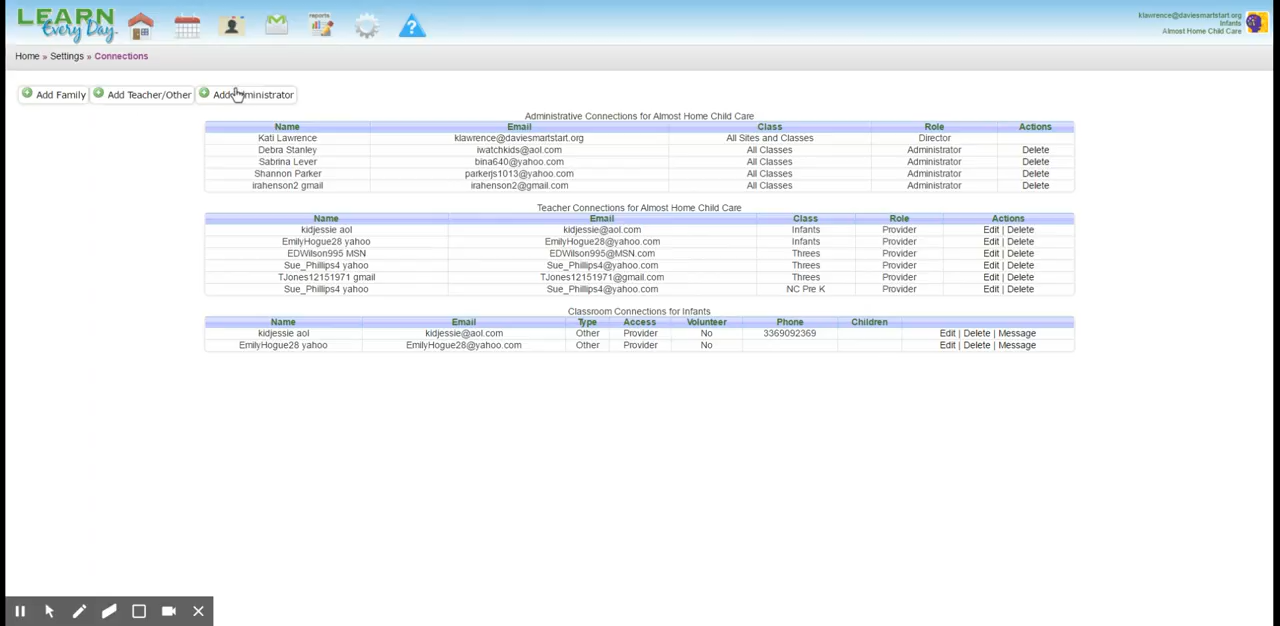 LEARN
Every Day
reports
klawrence@daviesmartstart.org
Infants
Almost Home Child Care
Home » Settings » Connections
Add Family
Add Teacher/Other
Add Administrator
Administrative Connections for Almost Home Child Care
Name Email Class Role Actions
Kati Lawrence klawrence@daviesmartstart.org All Sites and Classes Director
Debra Stanley iwatchkids@aol.com All Classes Administrator Delete
Sabrina Lever bina640@yahoo.com All Classes Administrator Delete
Shannon Parker parkerjs1013@yahoo.com All Classes Administrator Delete
irahenson2 gmail irahenson2@gmail.com All Classes Administrator Delete
Teacher Connections for Almost Home Child Care
Name Email Class Role Actions
kidjessie aol kidjessie@aol.com Infants Provider Edit | Delete
EmilyHogue28 yahoo EmilyHogue28@yahoo.com Infants Provider Edit | Delete
EDWilson995 MSN EDWilson995@MSN.com Threes Provider Edit | Delete
Sue_Phillips4 yahoo Sue_Phillips4@yahoo.com Threes Provider Edit | Delete
TJones12151971 gmail TJones12151971@gmail.com Threes Provider Edit | Delete
Sue_Phillips4 yahoo Sue_Phillips4@yahoo.com NC Pre K Provider Edit | Delete
Classroom Connections for Infants
Name Email Type Access Volunteer Phone Children
kidjessie aol kidjessie@aol.com Other Provider No 3369092369 Edit | Delete | Message
EmilyHogue28 yahoo EmilyHogue28@yahoo.com Other Provider No Edit | Delete | Message